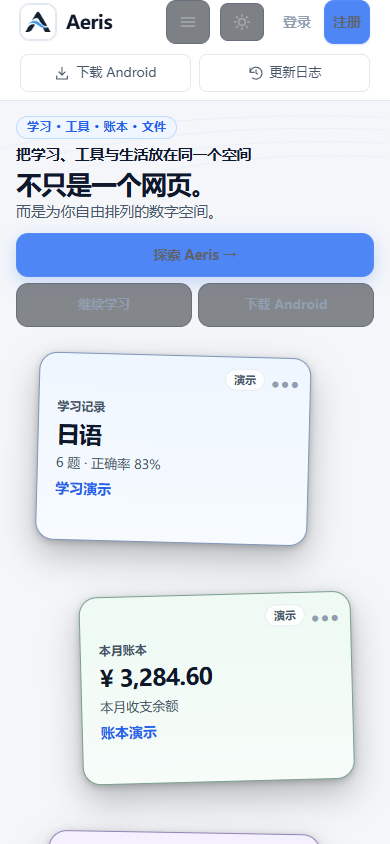 Aeris
登录
注册
下载 Android
更新日志
学习 • 工具 • 账本 • 文件
把学习、工具与生活放在同一个空间
不只是一个网页。
而是为你自由排列的数字空间。
探索 Aeris →
继续学习
下载 Android
演示
学习记录
日语
6 题 · 正确率 83%
学习演示
演示
本月账本
¥ 3,284.60
本月收支余额
账本演示